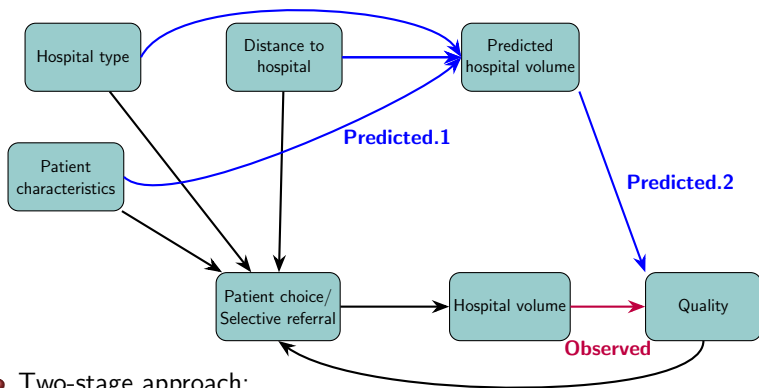 Hospital type
Distance to
hospital
Predicted
hospital volume
Predicted.1
Patient
characteristics
Predicted.2
Patient choice/
Selective referral
Hospital volume
Quality
Observed
Two-stage approach: